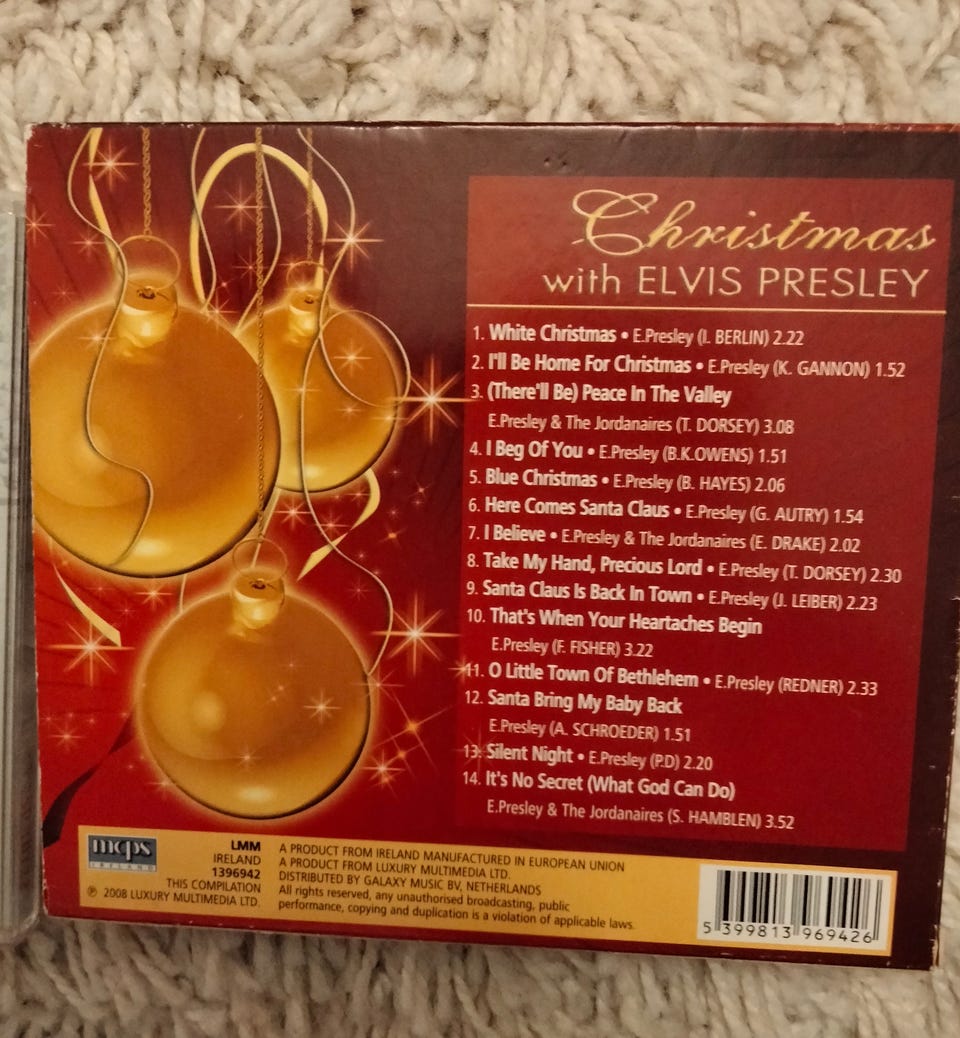 Christmas
with ELVIS PRESLEY
1. White Christmas • E.Presley (I. BERLIN) 2.22
2. I'll Be Home For Christmas • E.Presley (K. GANNON) 1.52
3. (There'll Be) Peace In The Valley
E.Presley & The Jordanaires (T. DORSEY) 3.08
4. I Beg Of You • E.Presley (B.K.OWENS) 1.51
5. Blue Christmas • E.Presley (B. HAYES) 2.06
6. Here Comes Santa Claus • E.Presley (G. AUTRY) 1.54
7. I Believe • E.Presley & The Jordanaires (E. DRAKE) 2.02
8. Take My Hand, Precious Lord • E.Presley (T. DORSEY) 2.30
9. Santa Claus Is Back In Town • E.Presley (J. LEIBER) 2.23
10. That's When Your Heartaches Begin
E.Presley (F. FISHER) 3.22
11. O Little Town Of Bethlehem • E.Presley (REDNER) 2.33
12. Santa Bring My Baby Back
E.Presley (A. SCHROEDER) 1.51
13. Silent Night • E.Presley (P.D) 2.20
14. It's No Secret (What God Can Do)
E.Presley & The Jordanaires (S. HAMBLEN) 3.52
mcps
IRELAND
LMM
IRELAND
1396942
THIS COMPILATION
℗ 2008 LUXURY MULTIMEDIA LTD.
A PRODUCT FROM IRELAND MANUFACTURED IN EUROPEAN UNION
A PRODUCT FROM LUXURY MULTIMEDIA LTD.
DISTRIBUTED BY GALAXY MUSIC BV, NETHERLANDS
All rights reserved, any unauthorised broadcasting, public
performance, copying and duplication is a violation of applicable laws.
5 399813 969426